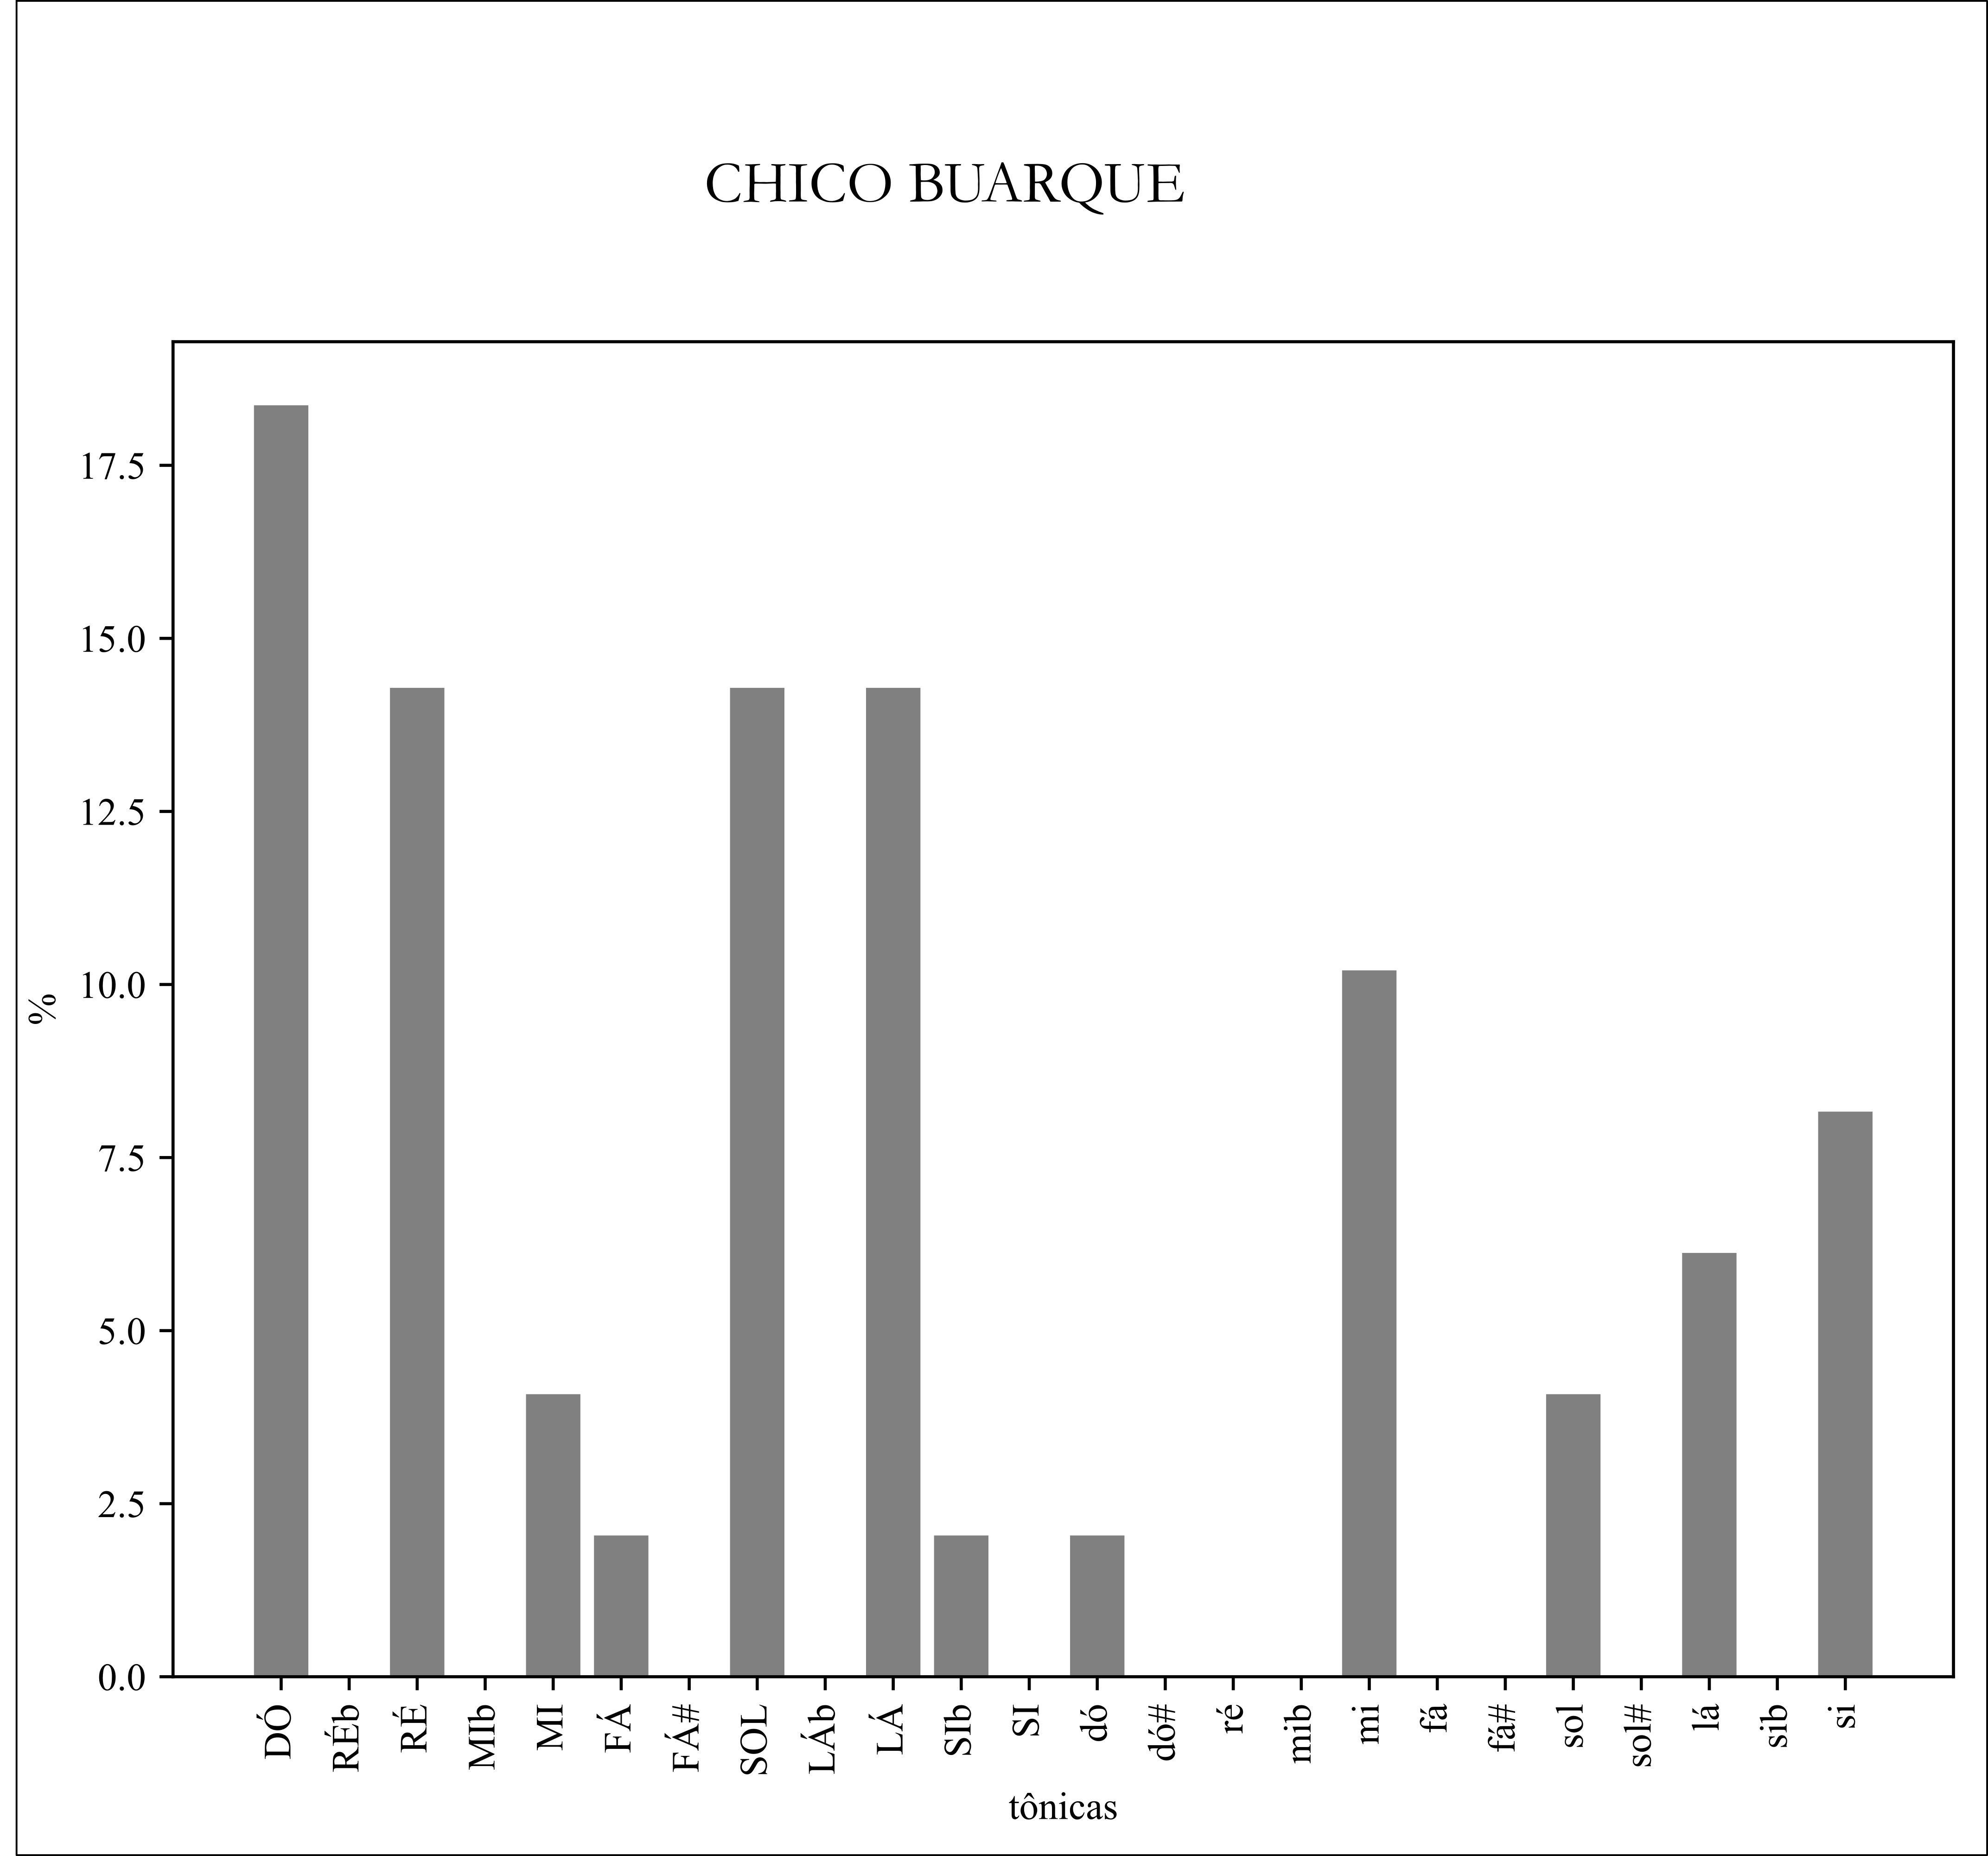 CHICO BUARQUE
17.5
15.0
12.5
10.0
7.5
5.0
2.5
0.0
%
DÓ
RÉb
RÉ
MIb
MI
FÁ
FÁ#
SOL
LÁb
LÁ
SIb
SI
dó
dó#
ré
mib
mi
fá
fá#
sol
sol#
lá
sib
si
tônicas